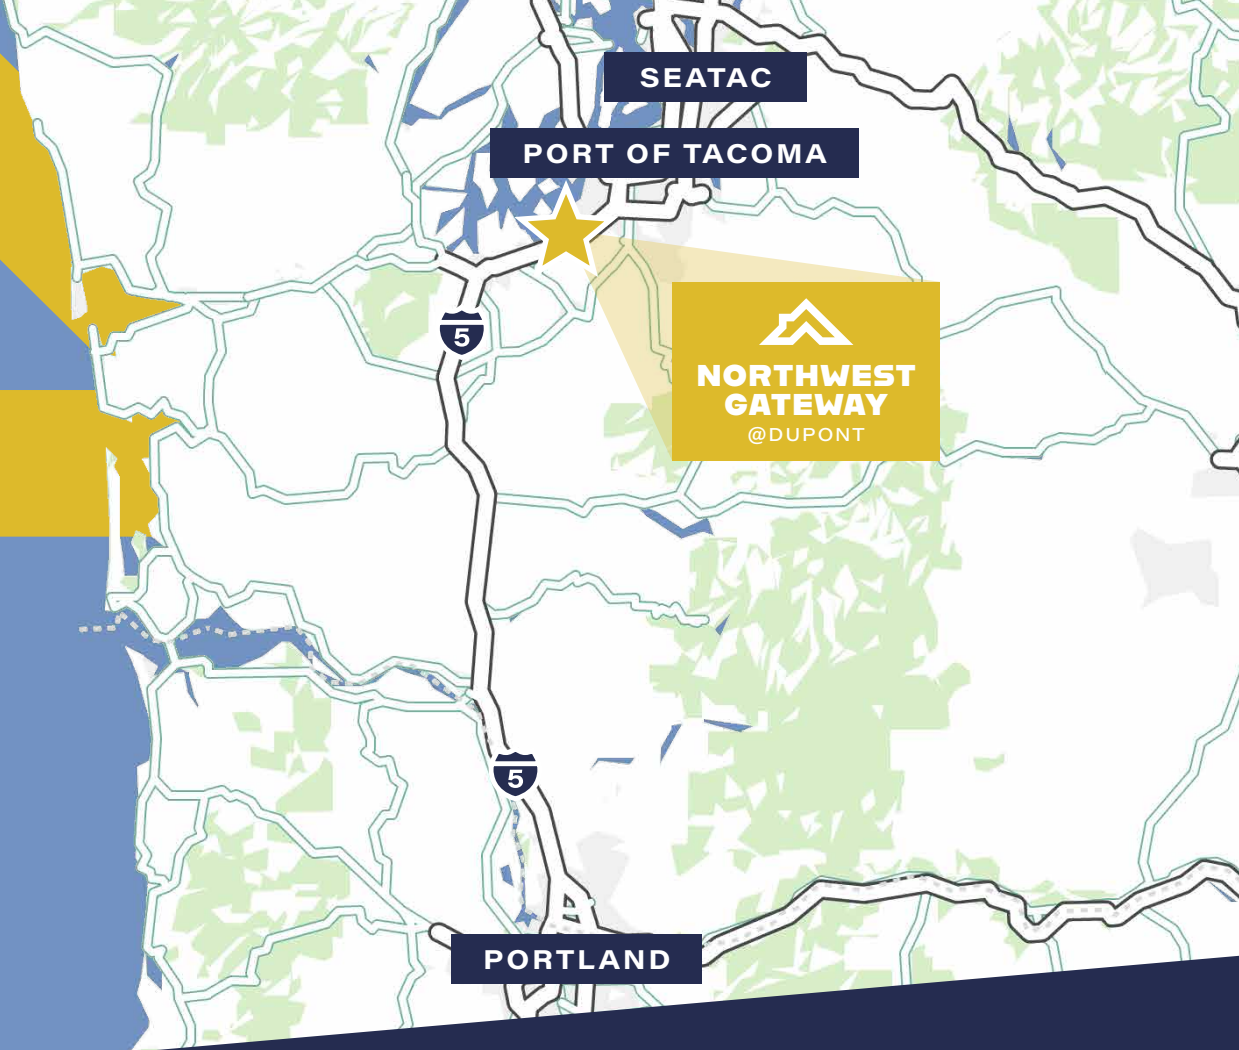 SEATAC
PORT OF TACOMA
5
NORTHWEST
GATEWAY
@DUPONT
5
PORTLAND